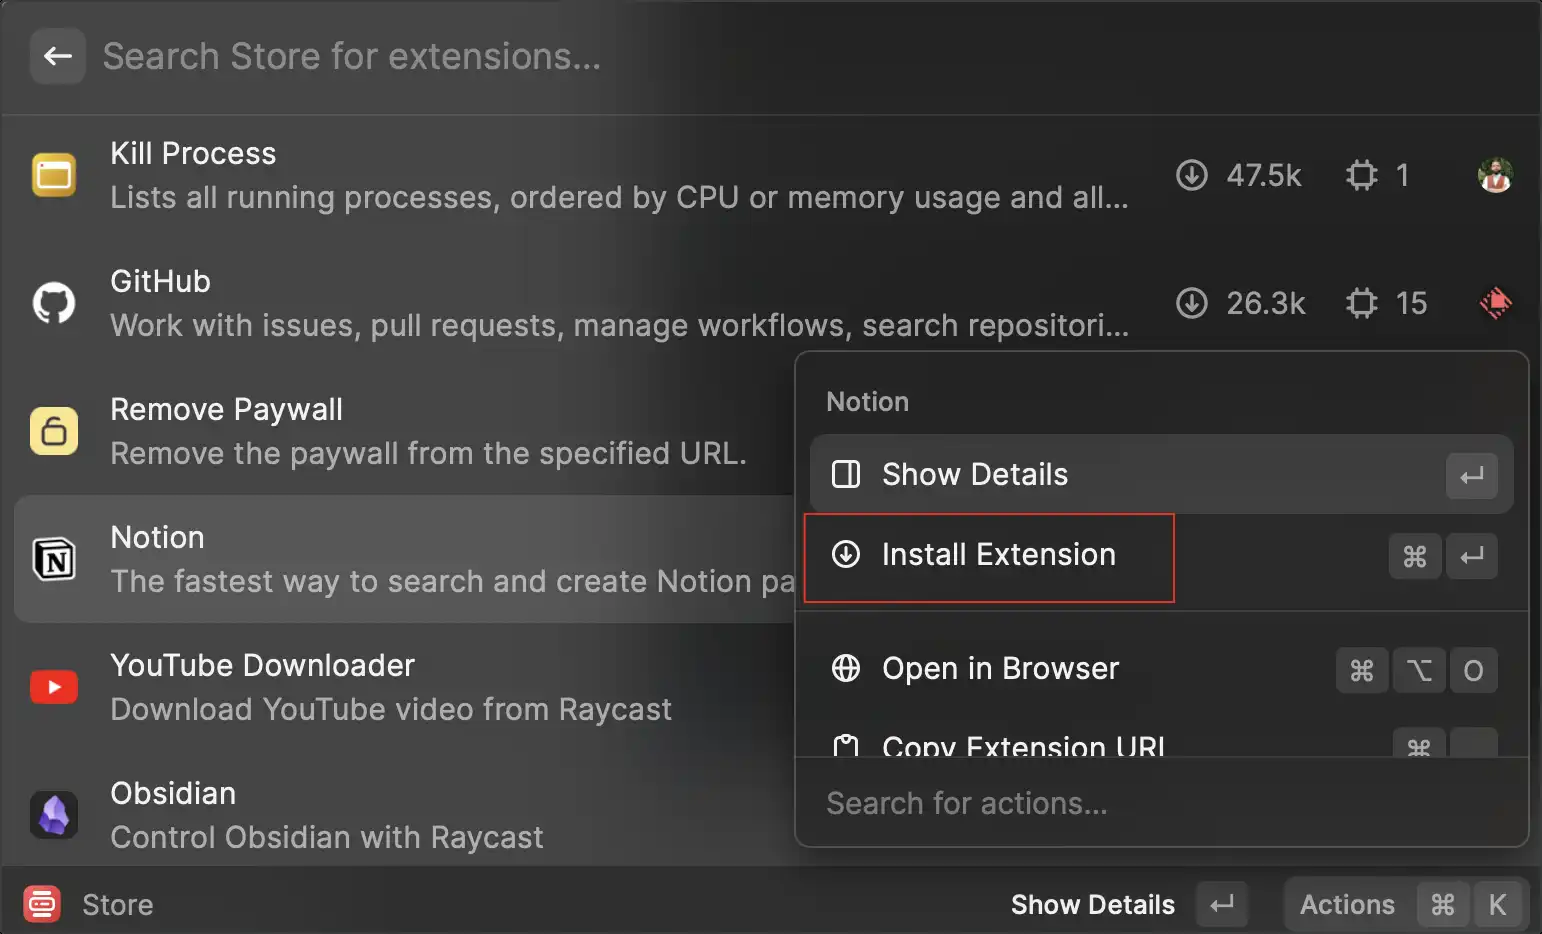 Search Store for extensions...
Kill Process
Lists all running processes, ordered by CPU or memory usage and all...
47.5k
1
GitHub
Work with issues, pull requests, manage workflows, search repositori...
26.3k
15
Remove Paywall
Remove the paywall from the specified URL.
Notion
The fastest way to search and create Notion pa
YouTube Downloader
Download YouTube video from Raycast
Obsidian
Control Obsidian with Raycast
Notion
Show Details ↵
Install Extension ⌘ ↵
Open in Browser ⌘ ⌥ O
Copy Extension URL ⌘
Search for actions...
Store
Show Details ↵
Actions ⌘ K